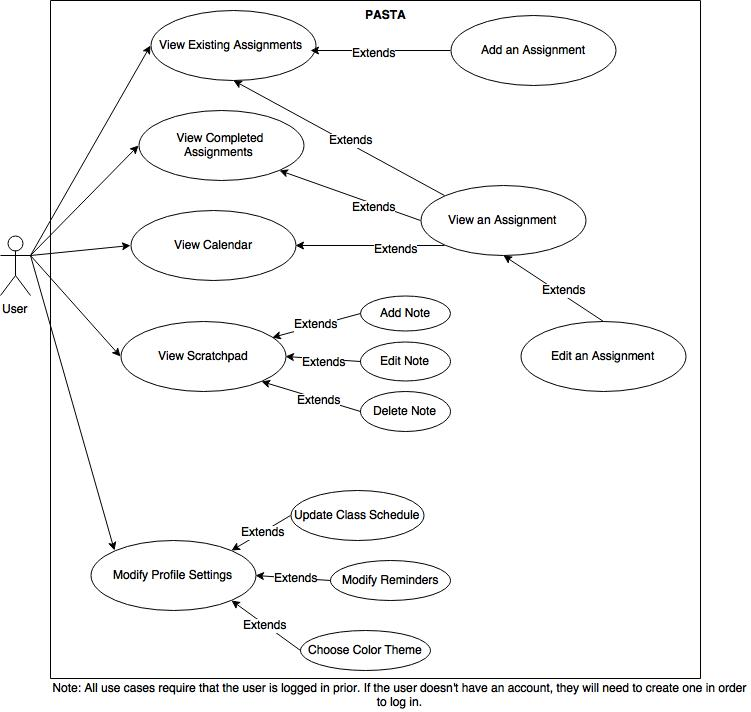 PASTA
View Existing Assignments
Extends
Add an Assignment
View Completed
Assignments
Extends
Extends
View an Assignment
View Calendar
Extends
User
Extends
Add Note
Extends
View Scratchpad
Extends
Edit Note
Edit an Assignment
Extends
Delete Note
Update Class Schedule
Extends
Modify Profile Settings
Extends
Modify Reminders
Extends
Choose Color Theme
Note: All use cases require that the user is logged in prior. If the user doesn't have an account, they will need to create one in order
to log in.